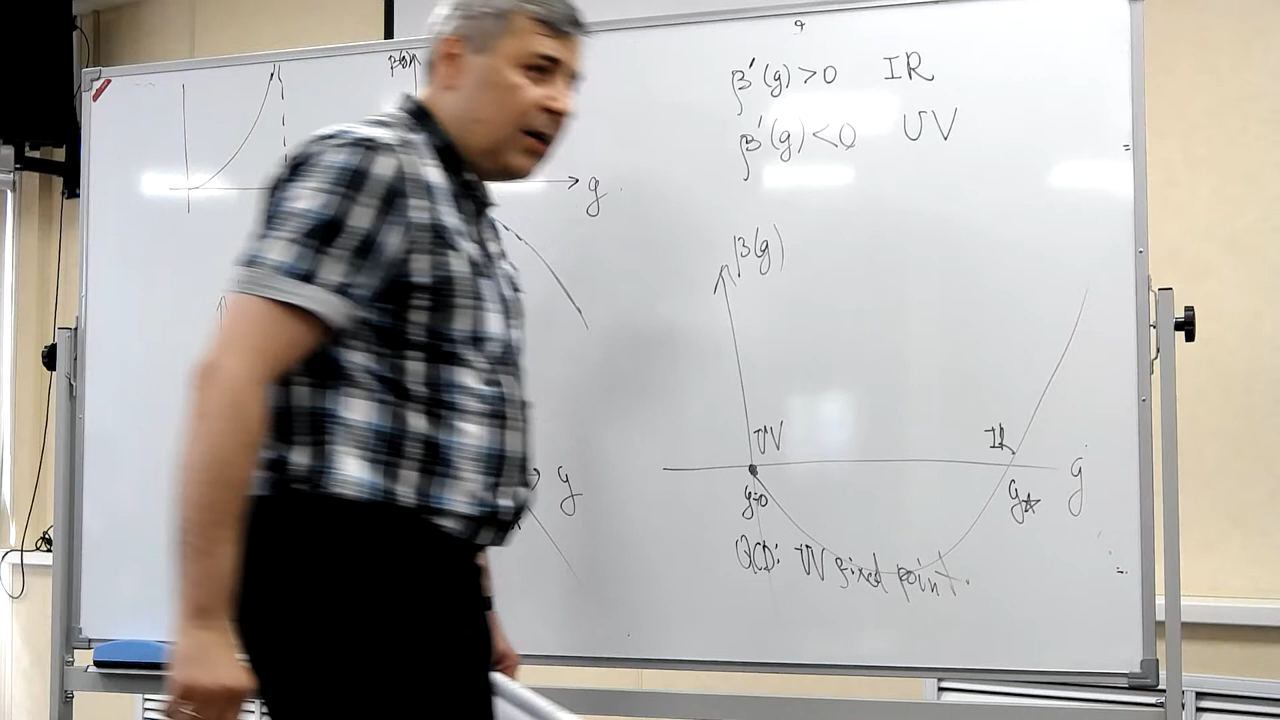 β(g)
g
g
β'(g) > 0 IR
β'(g) < 0 UV
β(g)
UV
IR
g
g=0
g*
QCD: UV fixed point.